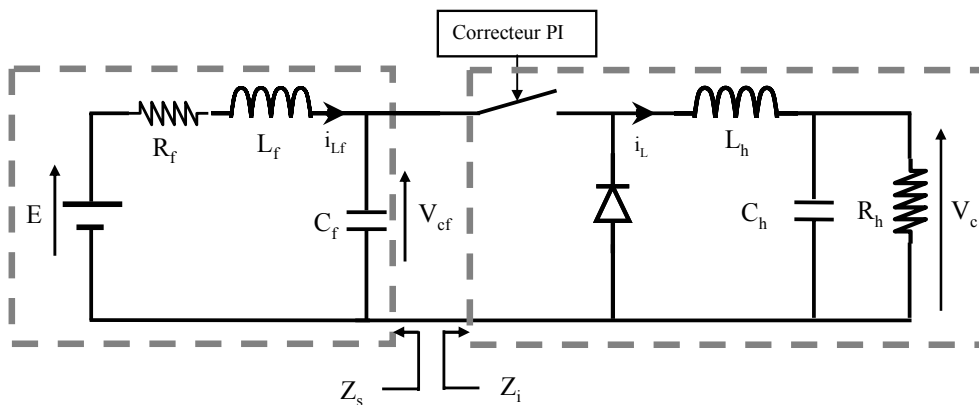 Correcteur PI
R_f
L_f
i_Lf
i_L
L_h
E
C_f
V_cf
C_h
R_h
V_c
Z_s
Z_i